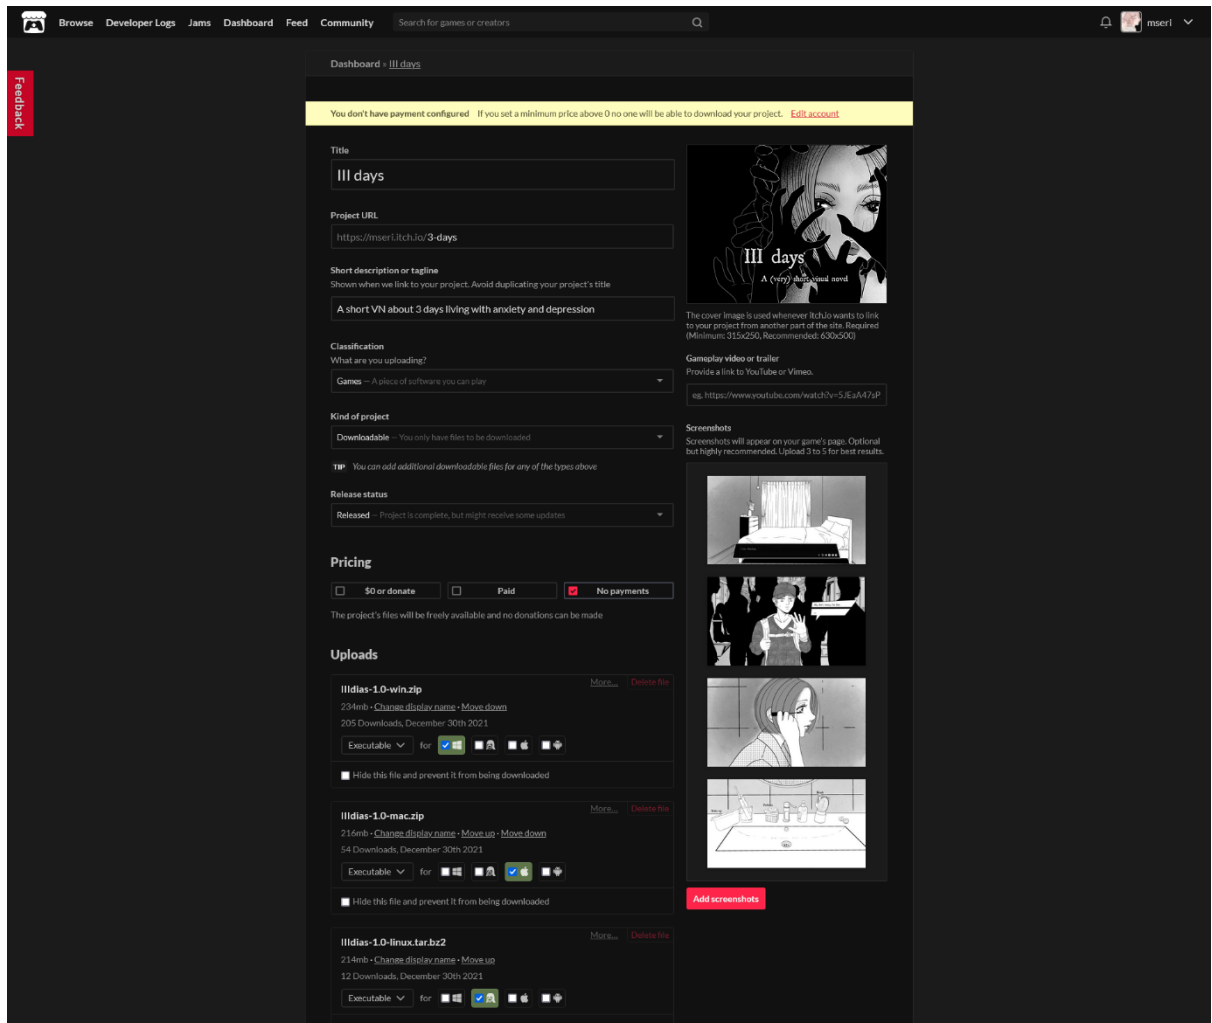 Browse Developer Logs Jams Dashboard Feed Community Search for games or creators mseri
Feedback
Dashboard » III days
You don't have payment configured If you set a minimum price above 0 no one will be able to download your project. Edit account
Title
III days
Project URL
https://mseri.itch.io/3-days
Short description or tagline
Shown when we link to your project. Avoid duplicating your project's title
A short VN about 3 days living with anxiety and depression
Classification
What are you uploading?
Games — A piece of software you can play
Kind of project
Downloadable — You only have files to be downloaded
TIP You can add additional downloadable files for any of the types above
Release status
Released — Project is complete, but might receive some updates
Pricing
$0 or donate Paid No payments
The project's files will be freely available and no donations can be made
Uploads
IIIdias-1.0-win.zip More... Delete file
234mb · Change display name · Move down
205 Downloads, December 30th 2021
Executable for
Hide this file and prevent it from being downloaded
IIIdias-1.0-mac.zip More... Delete file
216mb · Change display name · Move up · Move down
54 Downloads, December 30th 2021
Executable for
Hide this file and prevent it from being downloaded
IIIdias-1.0-linux.tar.bz2 More... Delete file
214mb · Change display name · Move up
12 Downloads, December 30th 2021
Executable for
III days
A (very) short visual novel
The cover image is used whenever itch.io wants to link
to your project from another part of the site. Required
(Minimum: 315x250, Recommended: 630x500)
Gameplay video or trailer
Provide a link to YouTube or Vimeo.
eg. https://www.youtube.com/watch?v=5JEaA47sP
Screenshots
Screenshots will appear on your game's page. Optional
but highly recommended. Upload 3 to 5 for best results.
Add screenshots